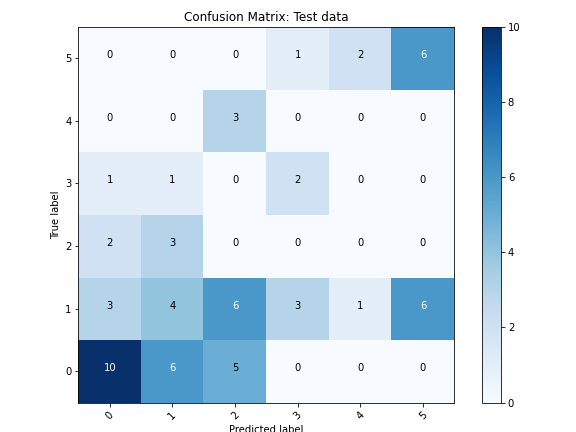 Confusion Matrix: Test data
True label
5 0 0 0 1 2 6
4 0 0 3 0 0 0
3 1 1 0 2 0 0
2 2 3 0 0 0 0
1 3 4 6 3 1 6
0 10 6 5 0 0 0
0 1 2 3 4 5
Predicted label
10
8
6
4
2
0